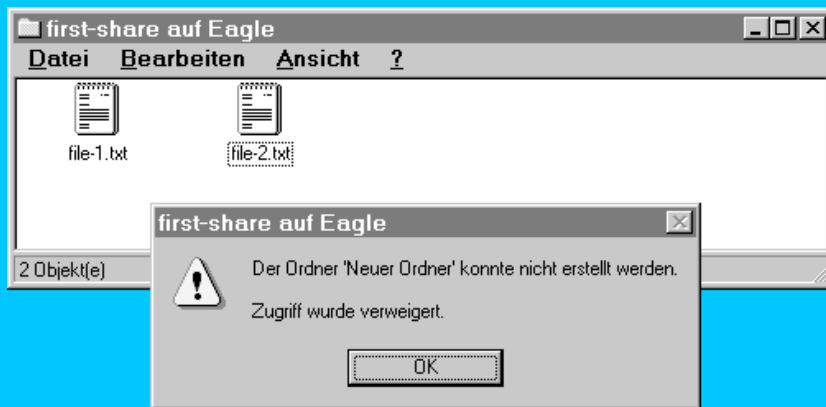 first-share auf Eagle
Datei Bearbeiten Ansicht ?
file-1.txt file-2.txt
2 Objekt(e)
first-share auf Eagle
Der Ordner 'Neuer Ordner' konnte nicht erstellt werden.
Zugriff wurde verweigert.
OK